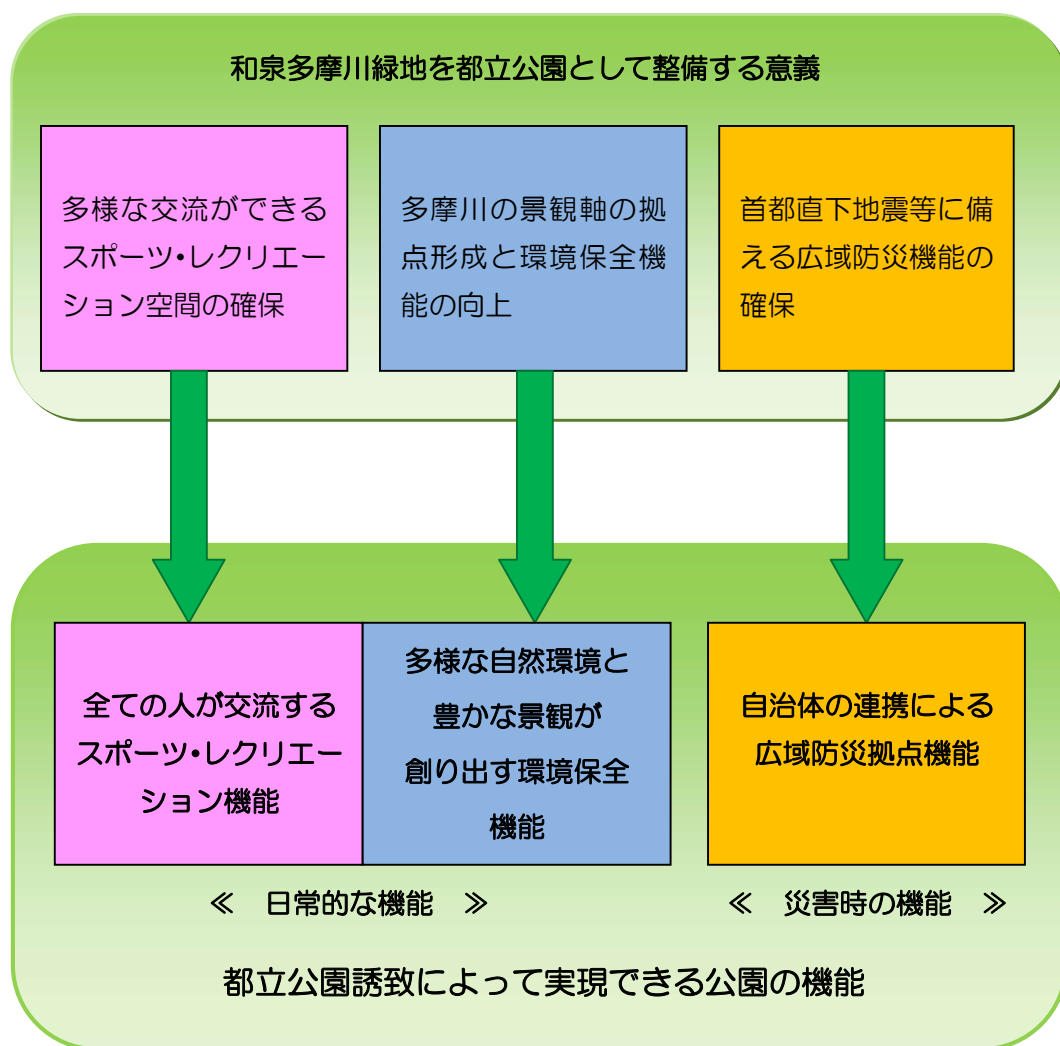 和泉多摩川緑地を都立公園として整備する意義
多様な交流ができる
スポーツ・レクリエー
ション空間の確保
多摩川の景観軸の拠
点形成と環境保全機
能の向上
首都直下地震等に備
える広域防災機能の
確保
全ての人が交流する
スポーツ・レクリエー
ション機能
多様な自然環境と
豊かな景観が
創り出す環境保全
機能
自治体の連携による
広域防災拠点機能
≪　日常的な機能　≫
≪　災害時の機能　≫
都立公園誘致によって実現できる公園の機能